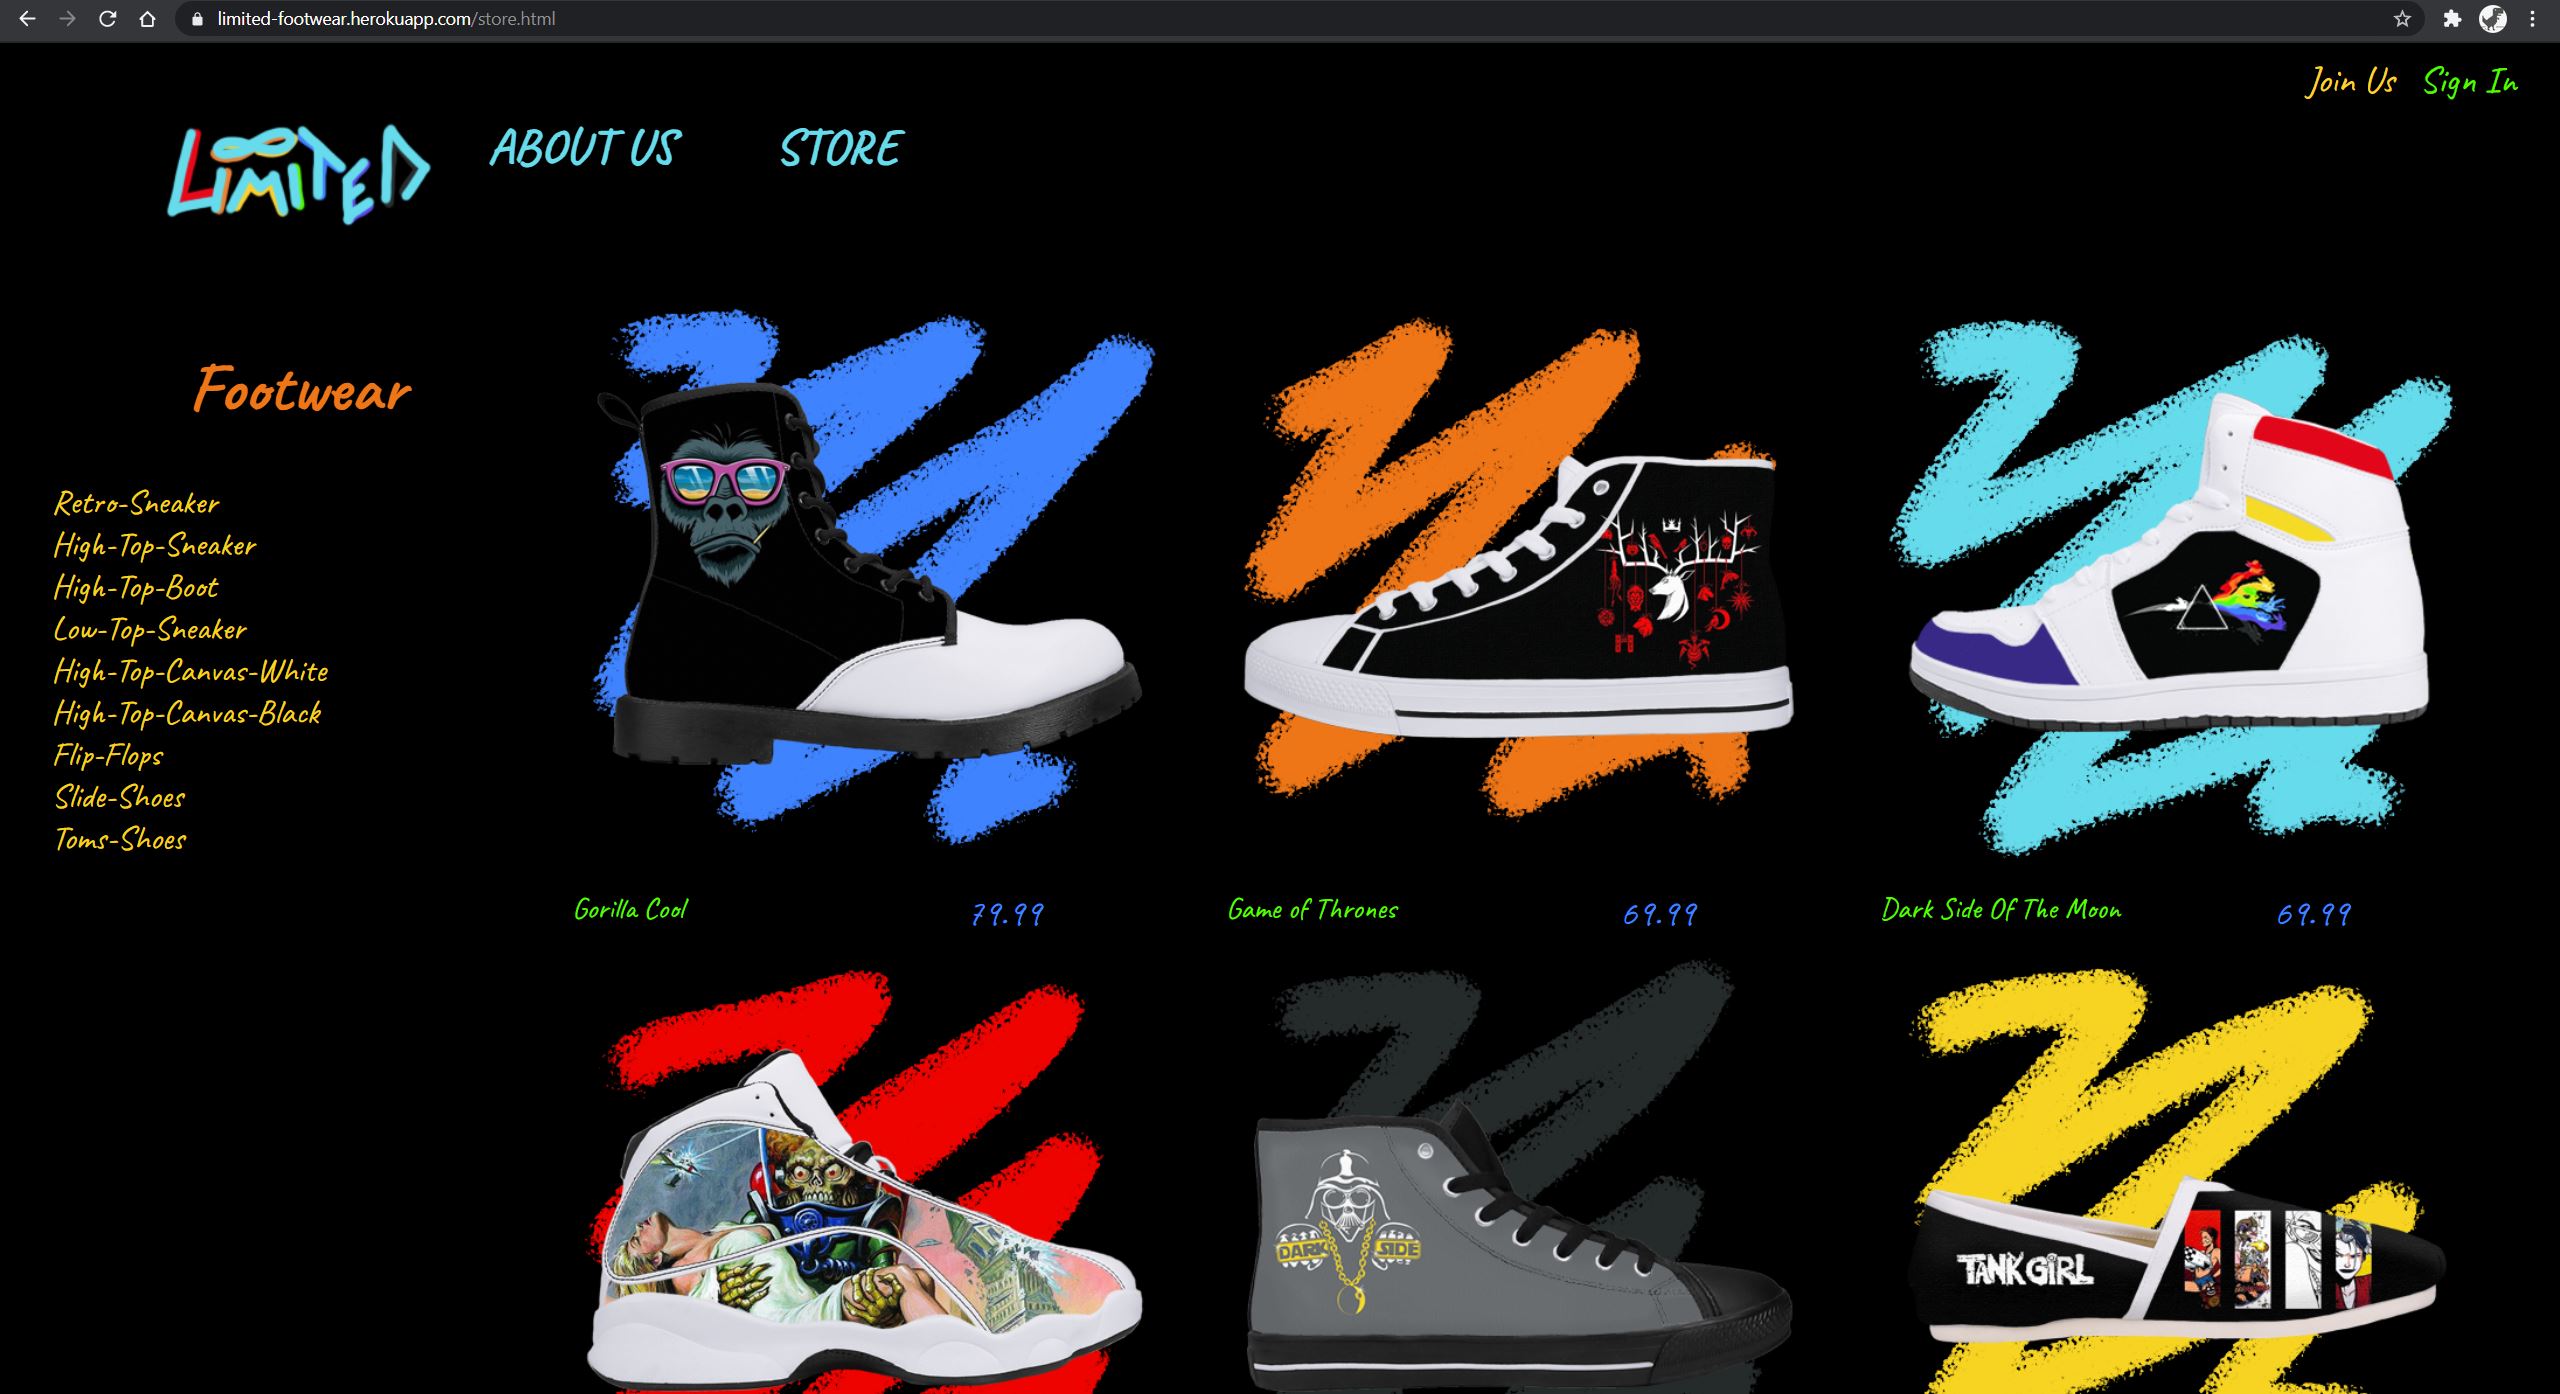 limited-footwear.herokuapp.com/store.html
Join Us Sign In
LIMITED ABOUT US STORE
Footwear
Retro-Sneaker
High-Top-Sneaker
High-Top-Boot
Low-Top-Sneaker
High-Top-Canvas-White
High-Top-Canvas-Black
Flip-Flops
Slide-Shoes
Toms-Shoes
Gorilla Cool 79.99
Game of Thrones 69.99
Dark Side Of The Moon 69.99
DARK SIDE
TANK GIRL